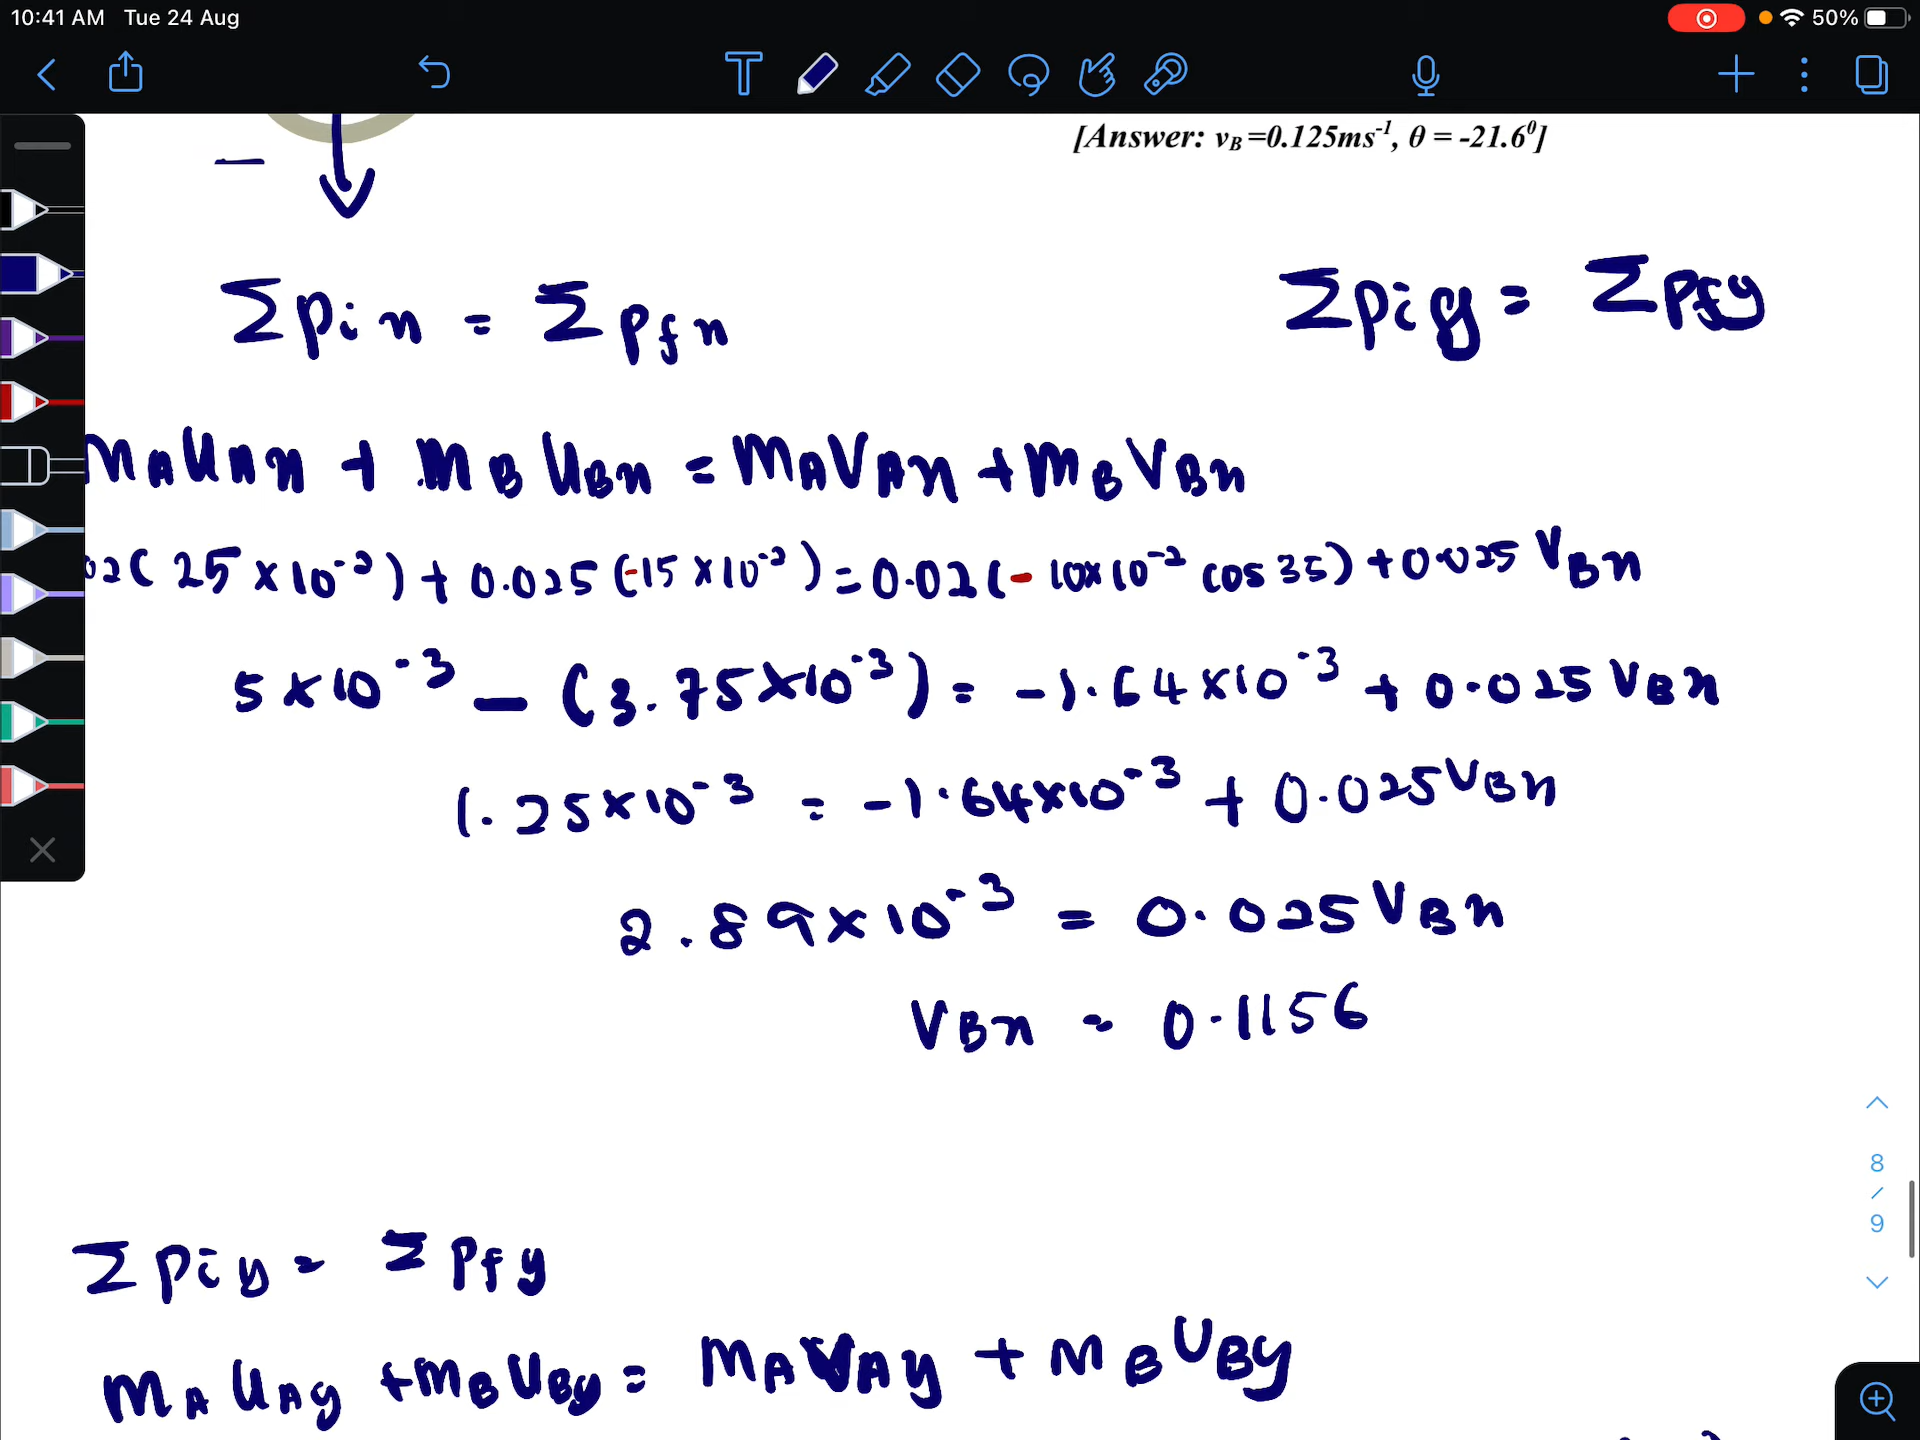 10:41 AM Tue 24 Aug
50%
[Answer: vB=0.125ms⁻¹, θ = -21.6⁰]
Σpix = Σpfx
Σpiy = Σpfy
mAuAx + mBuBx = mAvAx + mBvBx
02(25×10⁻²) + 0.025(-15×10⁻²) = 0.02(-10×10⁻² cos 35) + 0.025 vBx
5×10⁻³ - (3.75×10⁻³) = -1.64×10⁻³ + 0.025 vBx
1.25×10⁻³ = -1.64×10⁻³ + 0.025 vBx
2.89×10⁻³ = 0.025 vBx
vBx = 0.1156
8
/
9
Σpiy = Σpfy
mAuAy + mBuBy = mAvAy + mBUBy